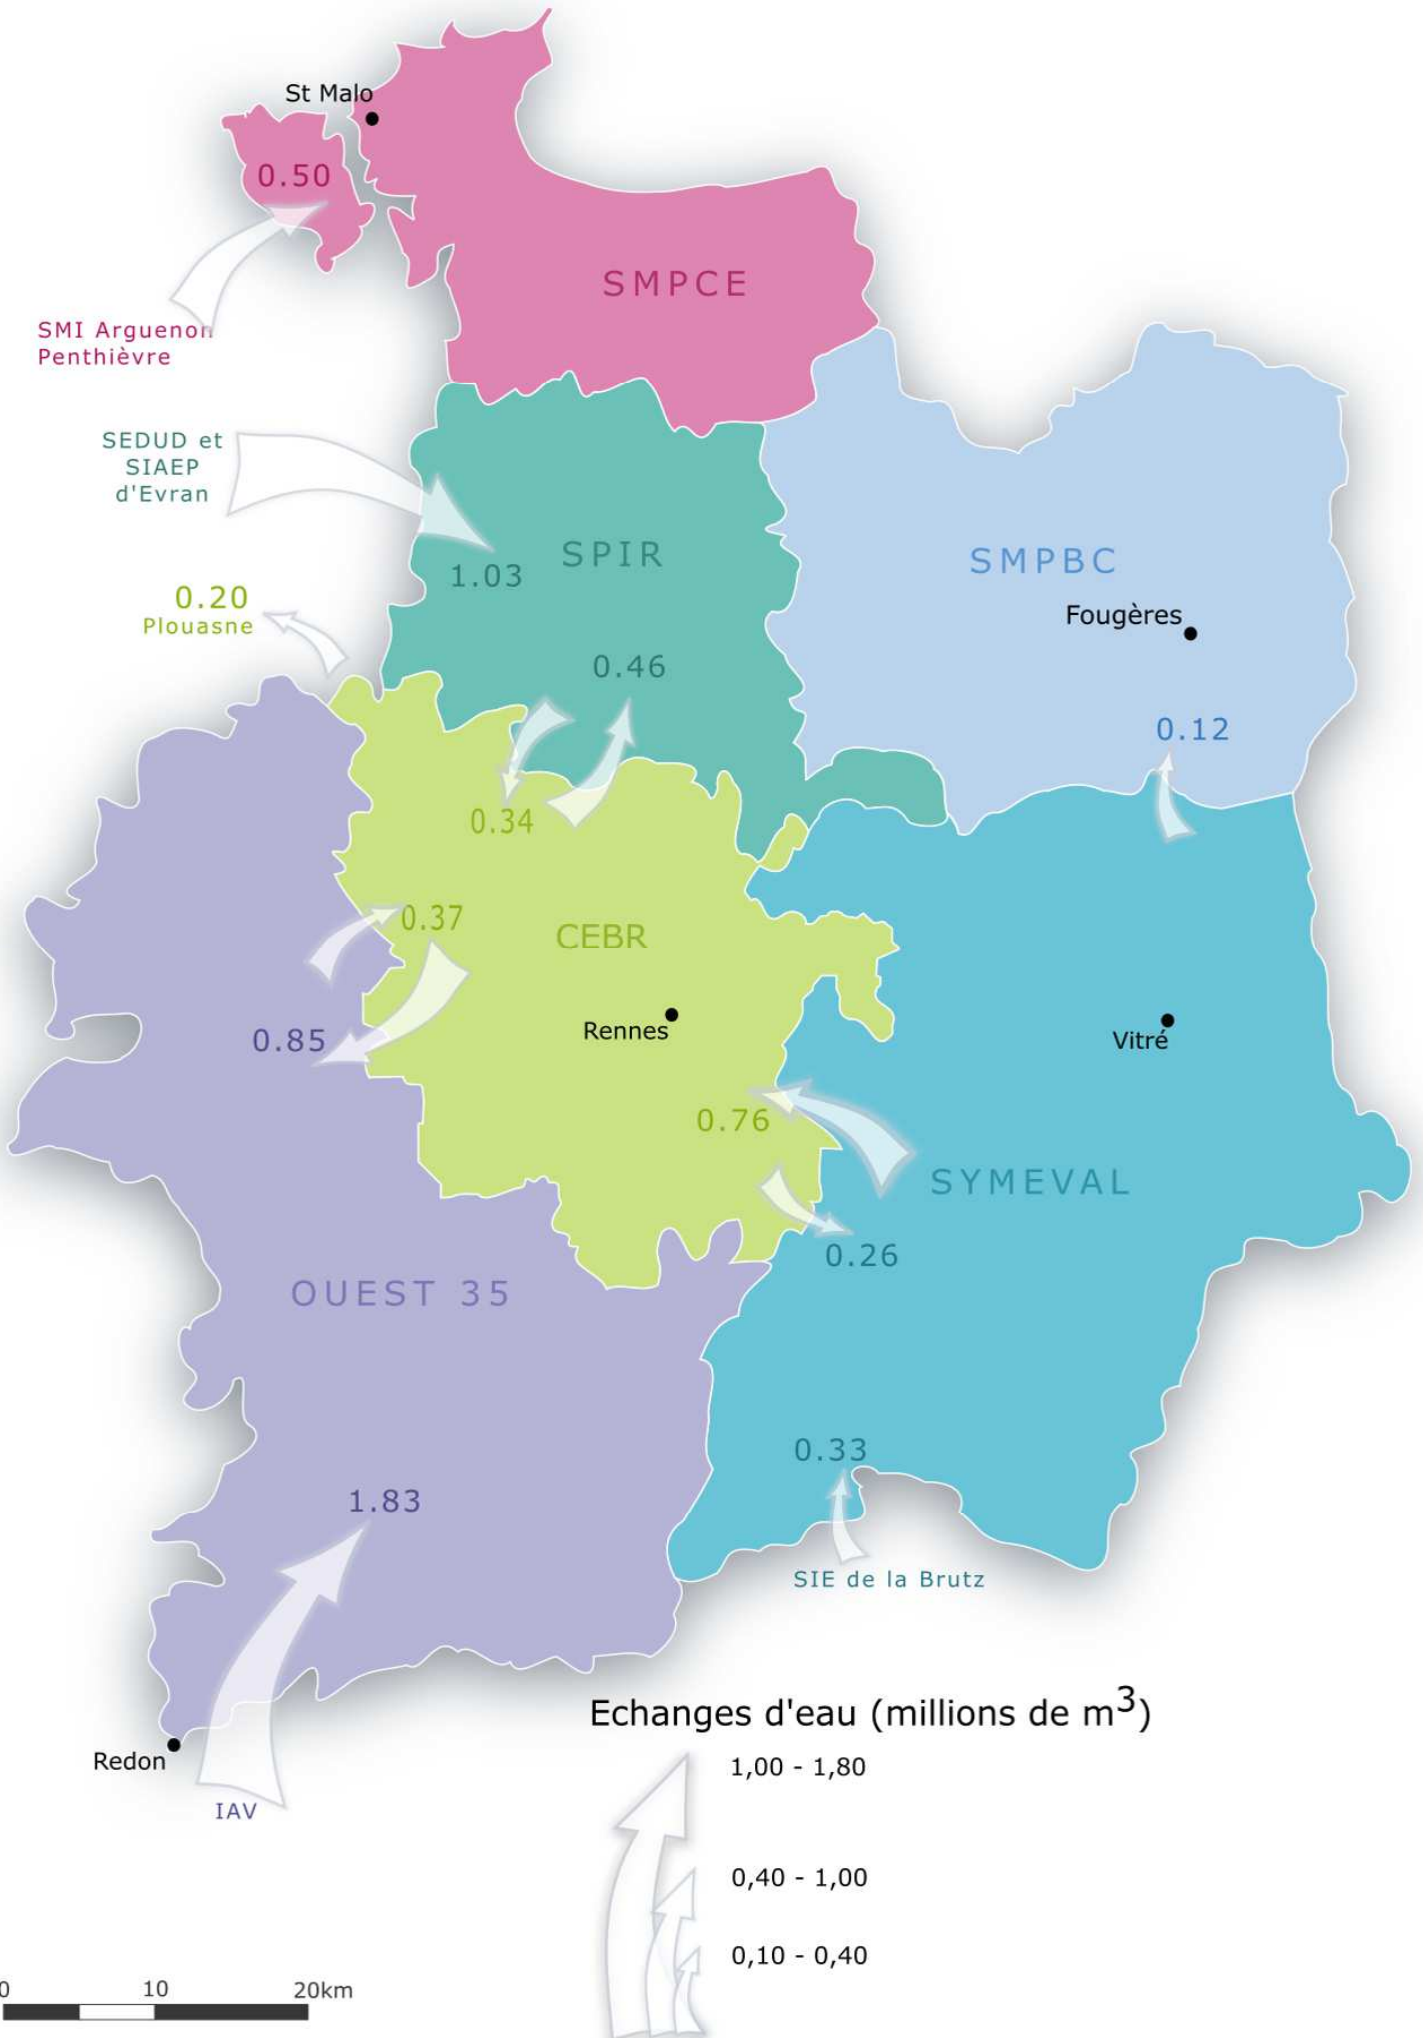 St Malo
0.50
SMPCE
SMI Arguenon
Penthièvre
SEDUD et
SIAEP
d'Evran
SPIR
1.03
SMPBC
0.20
Plouasne
Fougères
0.46
0.12
0.34
0.37
CEBR
0.85
Rennes
Vitré
0.76
SYMEVAL
0.26
OUEST 35
0.33
1.83
SIE de la Brutz
Redon
IAV
Echanges d'eau (millions de m³)
1,00 - 1,80
0,40 - 1,00
0,10 - 0,40
0 10 20km